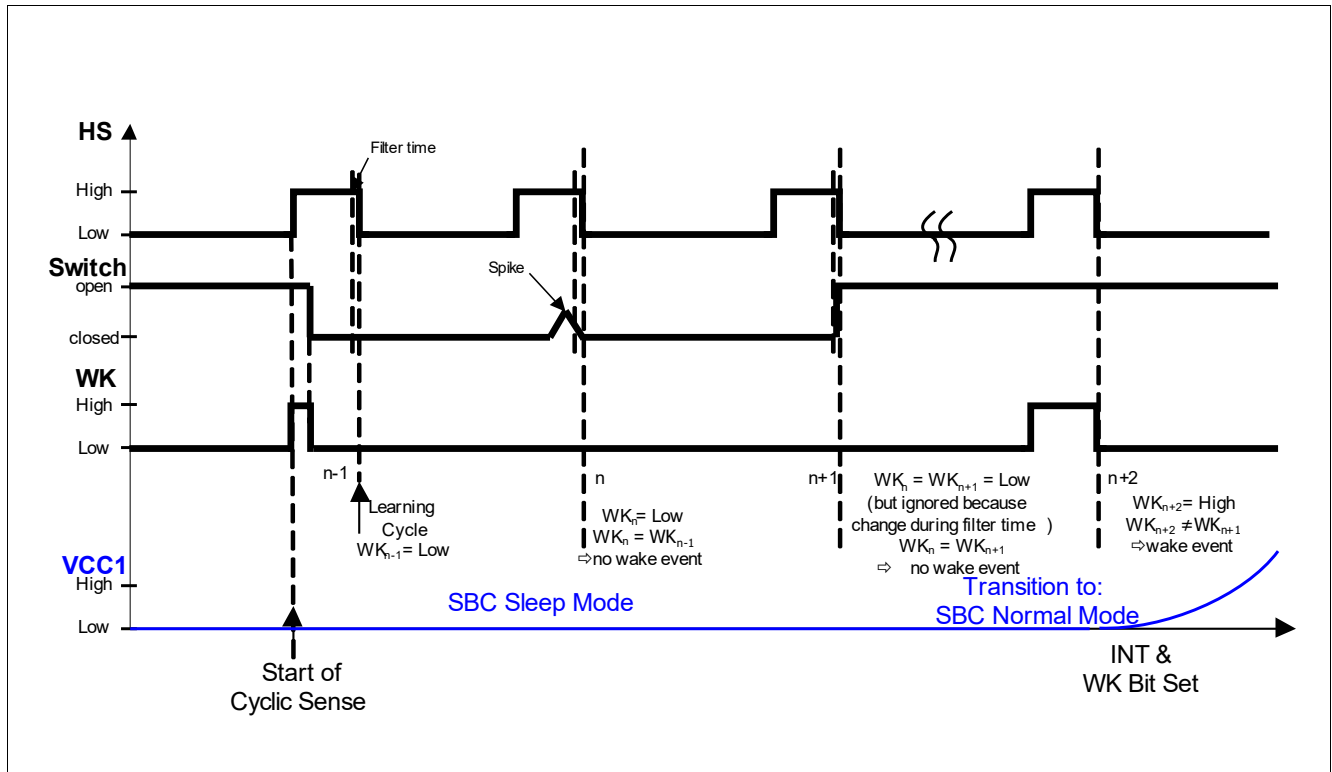 HS
Filter time
High
Low
Switch
open
Spike
closed
WK
High
Low
n-1
n
n+1
n+2
Learning
Cycle
WKn-1= Low
WKn= Low
WKn = WKn-1
⇨no wake event
WKn = WKn+1 = Low
(but ignored because
change during filter time )
WKn = WKn+1
⇨ no wake event
WKn+2= High
WKn+2 ≠WKn+1
⇨wake event
VCC1
High
Low
SBC Sleep Mode
Transition to:
SBC Normal Mode
Start of
Cyclic Sense
INT &
WK Bit Set